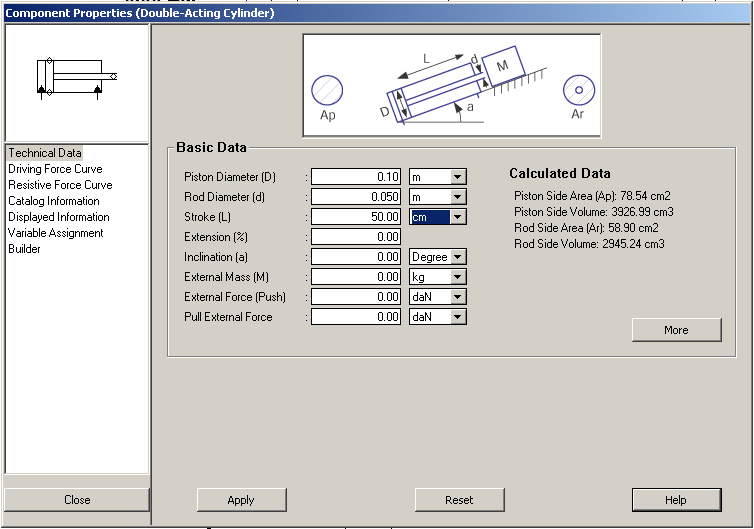 Component Properties (Double-Acting Cylinder)
L
d
M
D
a
Ap
Ar
Technical Data
Driving Force Curve
Resistive Force Curve
Catalog Information
Displayed Information
Variable Assignment
Builder
Basic Data
Piston Diameter (D) : 0.10 m
Rod Diameter (d) : 0.050 m
Stroke (L) : 50.00 cm
Extension (%) : 0.00
Inclination (a) : 0.00 Degree
External Mass (M) : 0.00 kg
External Force (Push) : 0.00 daN
Pull External Force : 0.00 daN
Calculated Data
Piston Side Area (Ap): 78.54 cm2
Piston Side Volume: 3926.99 cm3
Rod Side Area (Ar): 58.90 cm2
Rod Side Volume: 2945.24 cm3
More
Close
Apply
Reset
Help